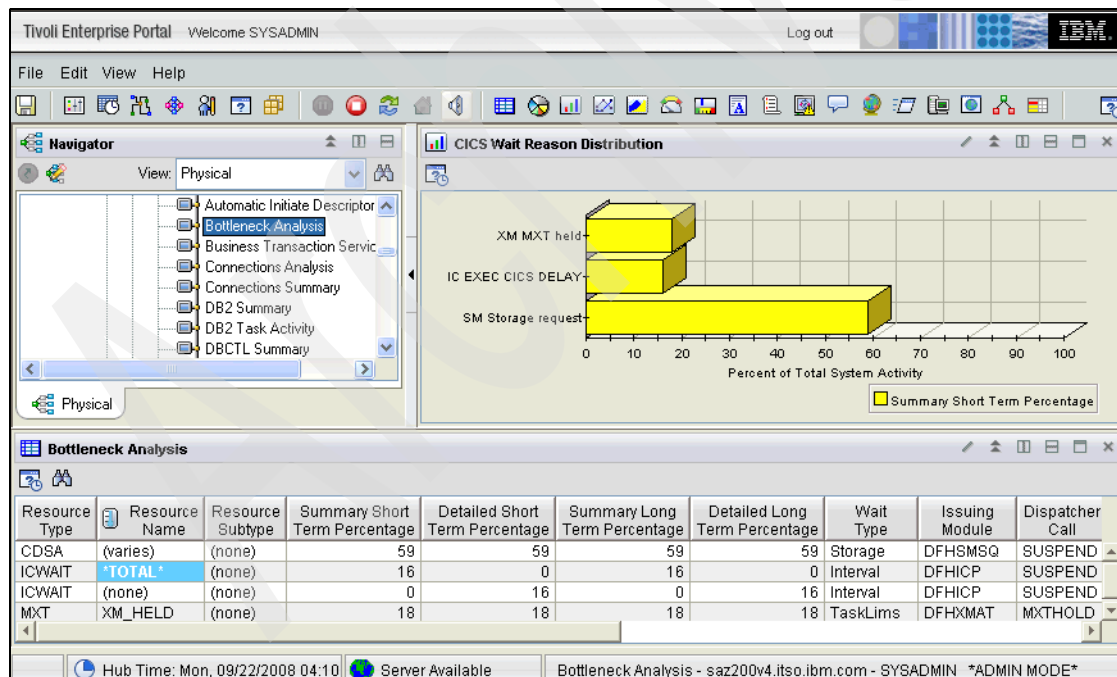 Tivoli Enterprise Portal Welcome SYSADMIN Log out IBM.
File Edit View Help
Navigator
View: Physical
Automatic Initiate Descriptor
Bottleneck Analysis
Business Transaction Servic
Connections Analysis
Connections Summary
DB2 Summary
DB2 Task Activity
DBCTL Summary
Physical
CICS Wait Reason Distribution
XM MXT held
IC EXEC CICS DELAY
SM Storage request
0 10 20 30 40 50 60 70 80 90 100
Percent of Total System Activity
Summary Short Term Percentage
Bottleneck Analysis
Resource Type Resource Name Resource Subtype Summary Short Term Percentage Detailed Short Term Percentage Summary Long Term Percentage Detailed Long Term Percentage Wait Type Issuing Module Dispatcher Call
CDSA (varies) (none) 59 59 59 59 Storage DFHSMSQ SUSPEND
ICWAIT *TOTAL* (none) 16 0 16 0 Interval DFHICP SUSPEND
ICWAIT (none) (none) 0 16 0 16 Interval DFHICP SUSPEND
MXT XM_HELD (none) 18 18 18 18 TaskLims DFHXMAT MXTHOLD
Hub Time: Mon, 09/22/2008 04:10 Server Available Bottleneck Analysis - saz200v4.itso.ibm.com - SYSADMIN *ADMIN MODE*